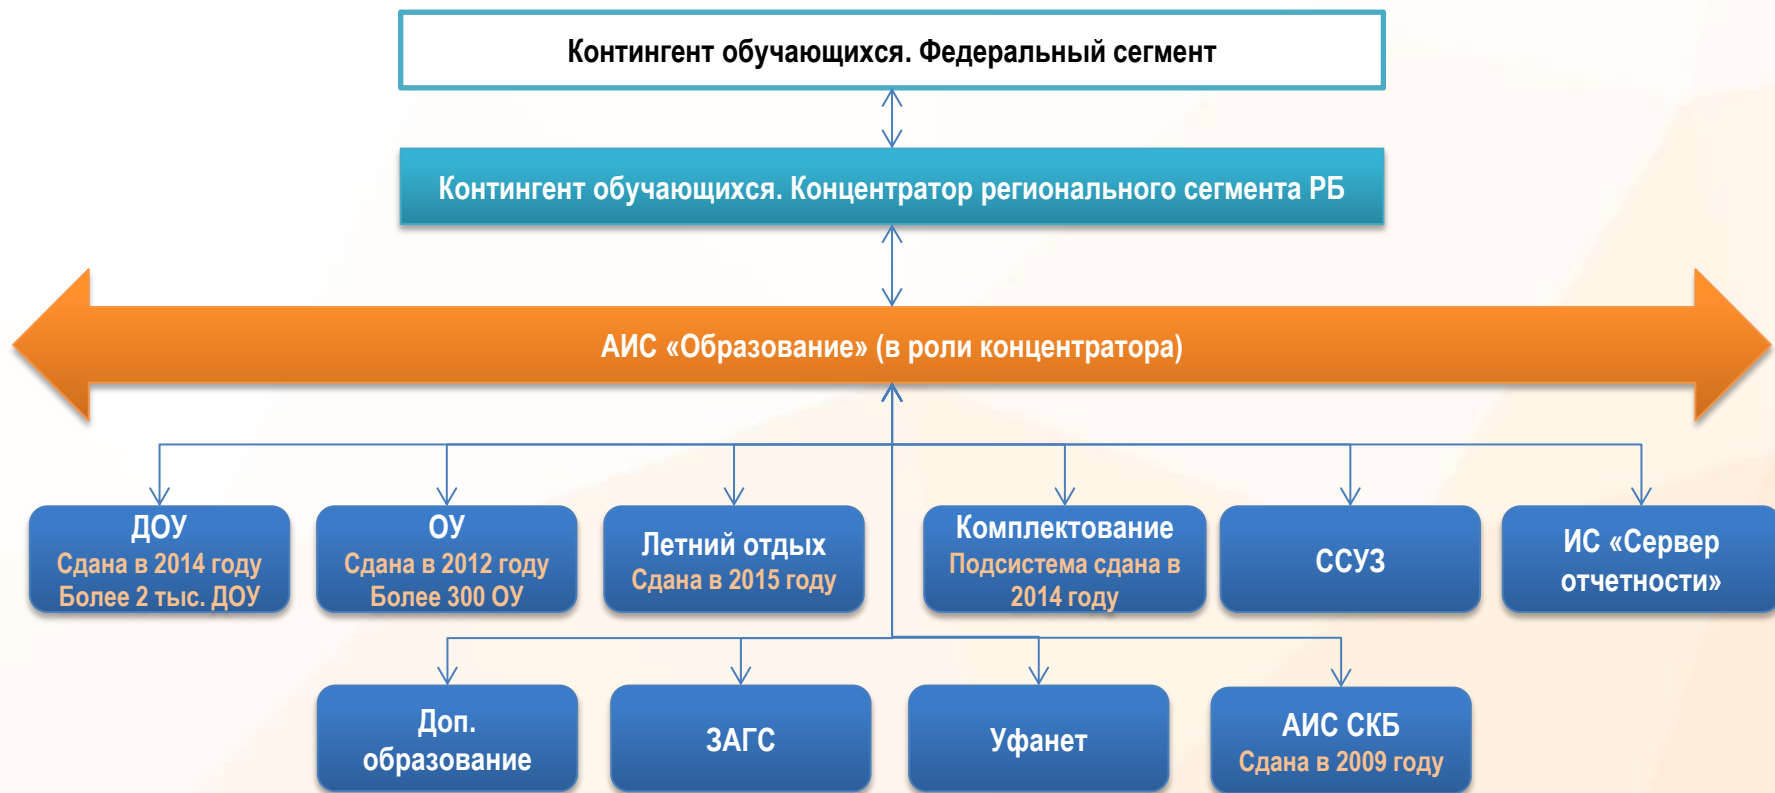 Контингент обучающихся. Федеральный сегмент
Контингент обучающихся. Концентратор регионального сегмента РБ
АИС «Образование» (в роли концентратора)
ДОУ
Сдана в 2014 году
Более 2 тыс. ДОУ
ОУ
Сдана в 2012 году
Более 300 ОУ
Летний отдых
Сдана в 2015 году
Комплектование
Подсистема сдана в
2014 году
ССУЗ
ИС «Сервер
отчетности»
Доп.
образование
ЗАГС
Уфанет
АИС СКБ
Сдана в 2009 году